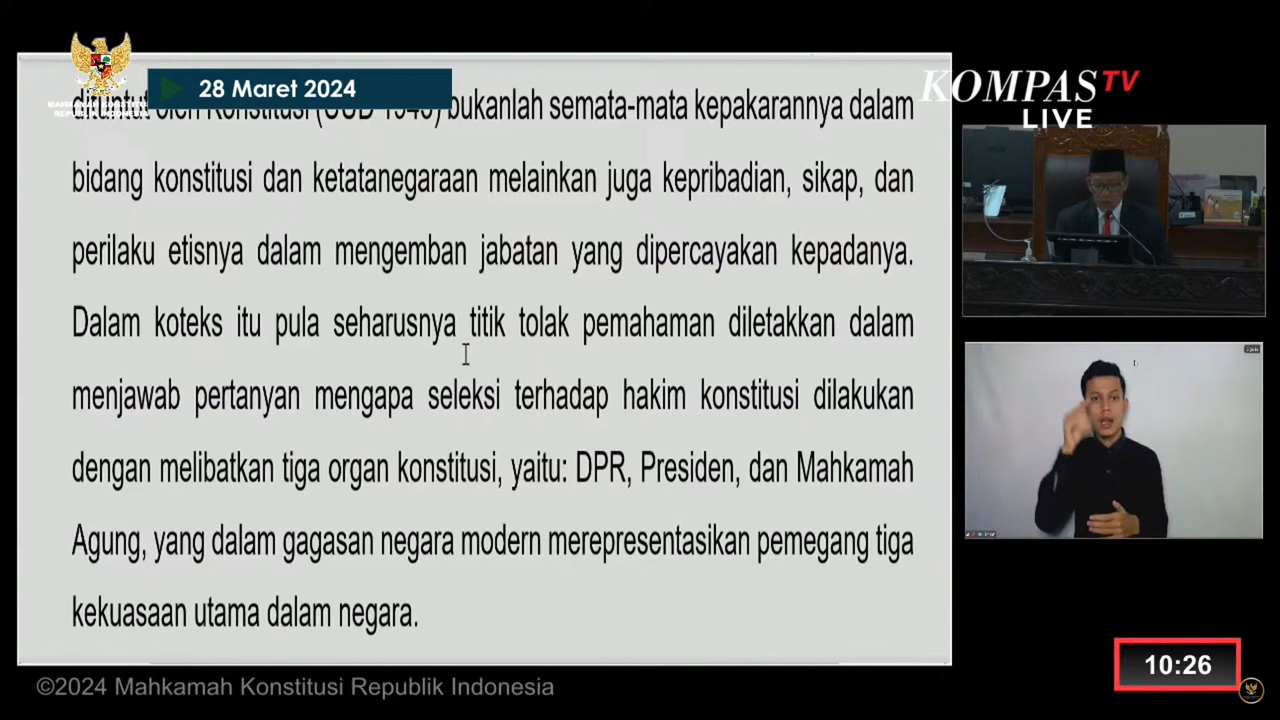 28 Maret 2024
KOMPAS TV
LIVE
MAHKAMAH KONSTITUSI
REPUBLIK INDONESIA
bukanlah semata-mata kepakarannya dalam
bidang konstitusi dan ketatanegaraan melainkan juga kepribadian, sikap, dan
perilaku etisnya dalam mengemban jabatan yang dipercayakan kepadanya.
Dalam koteks itu pula seharusnya titik tolak pemahaman diletakkan dalam
menjawab pertanyan mengapa seleksi terhadap hakim konstitusi dilakukan
dengan melibatkan tiga organ konstitusi, yaitu: DPR, Presiden, dan Mahkamah
Agung, yang dalam gagasan negara modern merepresentasikan pemegang tiga
kekuasaan utama dalam negara.
©2024 Mahkamah Konstitusi Republik Indonesia
10:26